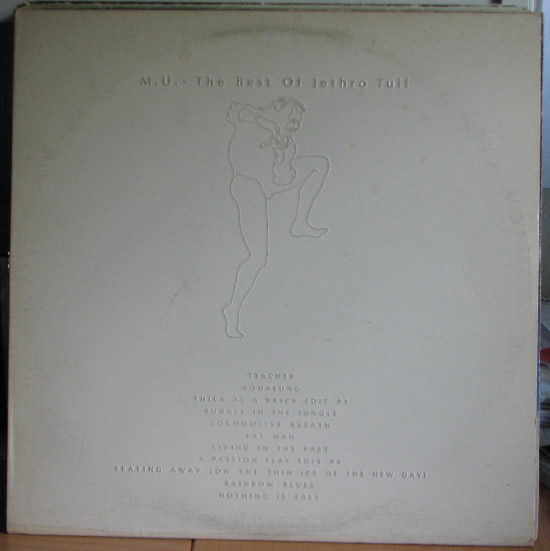 M.U. - The Best Of Jethro Tull
TEACHER
AQUALUNG
THICK AS A BRICK EDIT #1
BUNGLE IN THE JUNGLE
LOCOMOTIVE BREATH
FAT MAN
LIVING IN THE PAST
A PASSION PLAY EDIT #8
SKATING AWAY (ON THE THIN ICE OF THE NEW DAY)
RAINBOW BLUES
NOTHING IS EASY